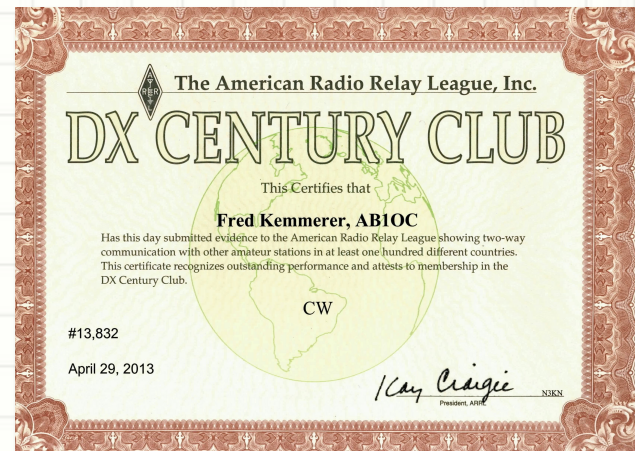 The American Radio Relay League, Inc.
DX CENTURY CLUB
This Certifies that
Fred Kemmerer, AB1OC
Has this day submitted evidence to the American Radio Relay League showing two-way
communication with other amateur stations in at least one hundred different countries.
This certificate recognizes outstanding performance and attests to membership in the
DX Century Club.
CW
#13,832
April 29, 2013
Kay Craigie N3KN
President, ARRL